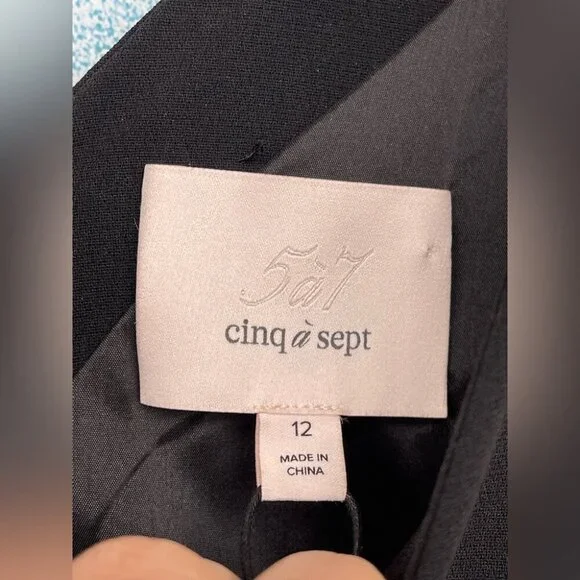 5à7
cinq à sept
12
MADE IN
CHINA